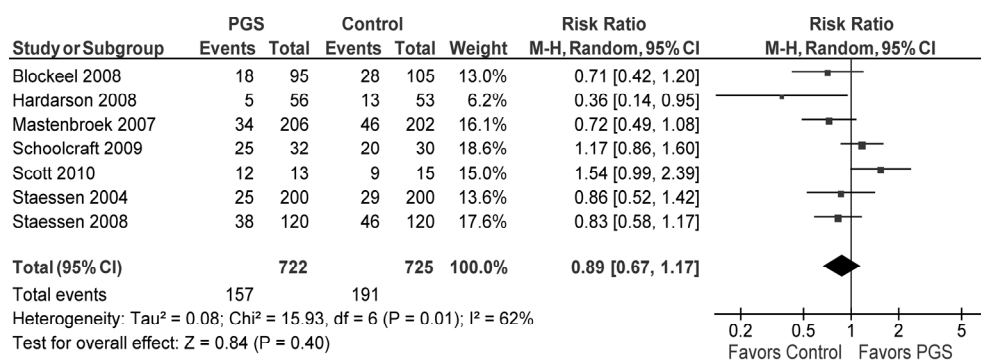 PGS Control Risk Ratio Risk Ratio
Study or Subgroup Events Total Events Total Weight M-H, Random, 95% CI M-H, Random, 95% CI
Blockeel 2008 18 95 28 105 13.0% 0.71 [0.42, 1.20]
Hardarson 2008 5 56 13 53 6.2% 0.36 [0.14, 0.95]
Mastenbroek 2007 34 206 46 202 16.1% 0.72 [0.49, 1.08]
Schoolcraft 2009 25 32 20 30 18.6% 1.17 [0.86, 1.60]
Scott 2010 12 13 9 15 15.0% 1.54 [0.99, 2.39]
Staessen 2004 25 200 29 200 13.6% 0.86 [0.52, 1.42]
Staessen 2008 38 120 46 120 17.6% 0.83 [0.58, 1.17]
Total (95% CI) 722 725 100.0% 0.89 [0.67, 1.17]
Total events 157 191
Heterogeneity: Tau² = 0.08; Chi² = 15.93, df = 6 (P = 0.01); I² = 62%
Test for overall effect: Z = 0.84 (P = 0.40)
0.2 0.5 1 2 5
Favors Control Favors PGS